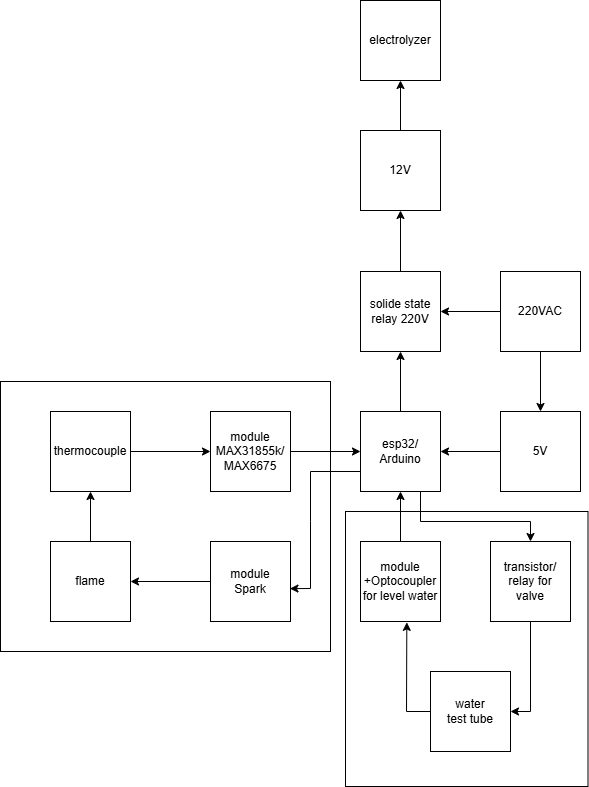 electrolyzer
12V
solide state
relay 220V
220VAC
thermocouple
module
MAX31855k/
MAX6675
esp32/
Arduino
5V
flame
module
Spark
module
+Optocoupler
for level water
transistor/
relay for
valve
water
test tube